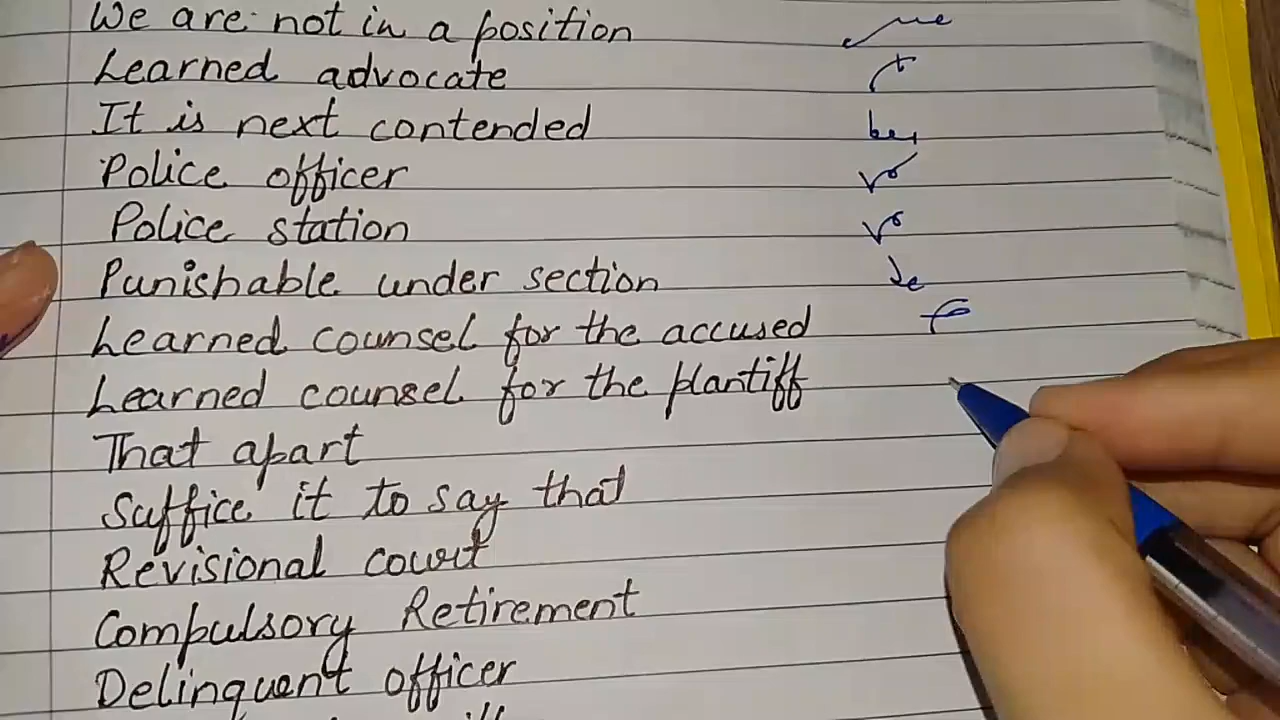 We are not in a position
Learned advocate
It is next contended
Police officer
Police station
Punishable under section
Learned counsel for the accused
Learned counsel for the plantiff
That apart
Suffice it to say that
Revisional court
Compulsory Retirement
Delinquent officer